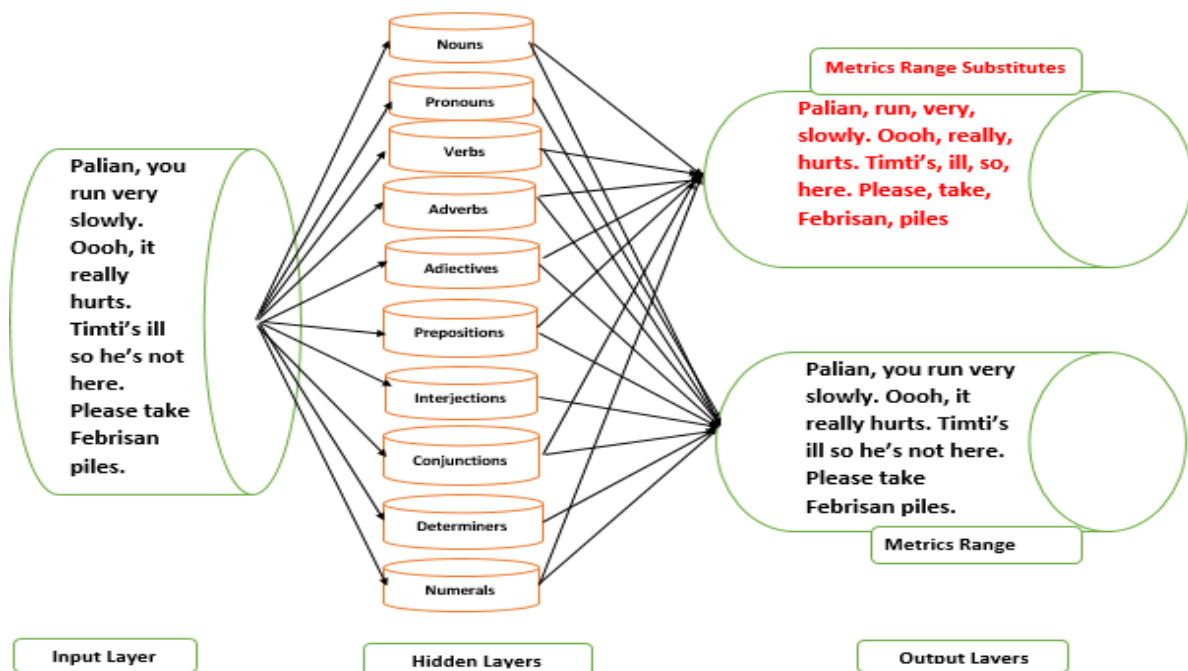 Palian, you
run very
slowly.
Oooh, it
really
hurts.
Timti's ill
so he's not
here.
Please take
Febrisan
piles.
Input Layer
Nouns
Pronouns
Verbs
Adverbs
Adiectives
Prepositions
Interjections
Conjunctions
Determiners
Numerals
Hidden Layers
Metrics Range Substitutes
Palian, run, very,
slowly. Oooh, really,
hurts. Timti's, ill, so,
here. Please, take,
Febrisan, piles
Palian, you run very
slowly. Oooh, it
really hurts. Timti's
ill so he's not here.
Please take
Febrisan piles.
Metrics Range
Output Lavers